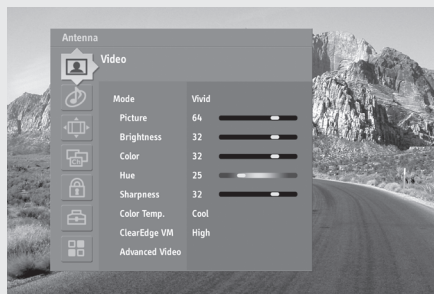 Antenna
Video
Mode Vivid
Picture 64
Brightness 32
Color 32
Hue 25
Sharpness 32
Color Temp. Cool
ClearEdge VM High
Advanced Video